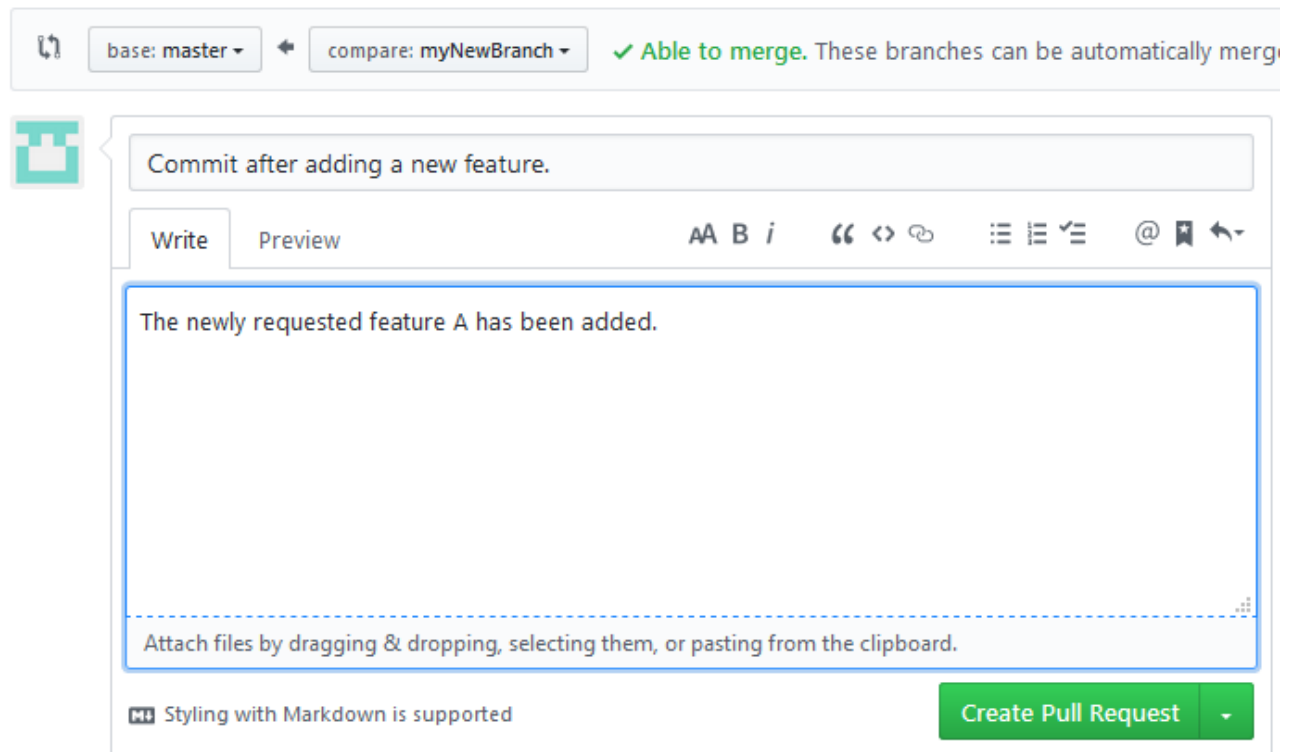 base: master compare: myNewBranch Able to merge. These branches can be automatically merg
Commit after adding a new feature.
Write Preview AA B i @
The newly requested feature A has been added.
Attach files by dragging & dropping, selecting them, or pasting from the clipboard.
Styling with Markdown is supported Create Pull Request